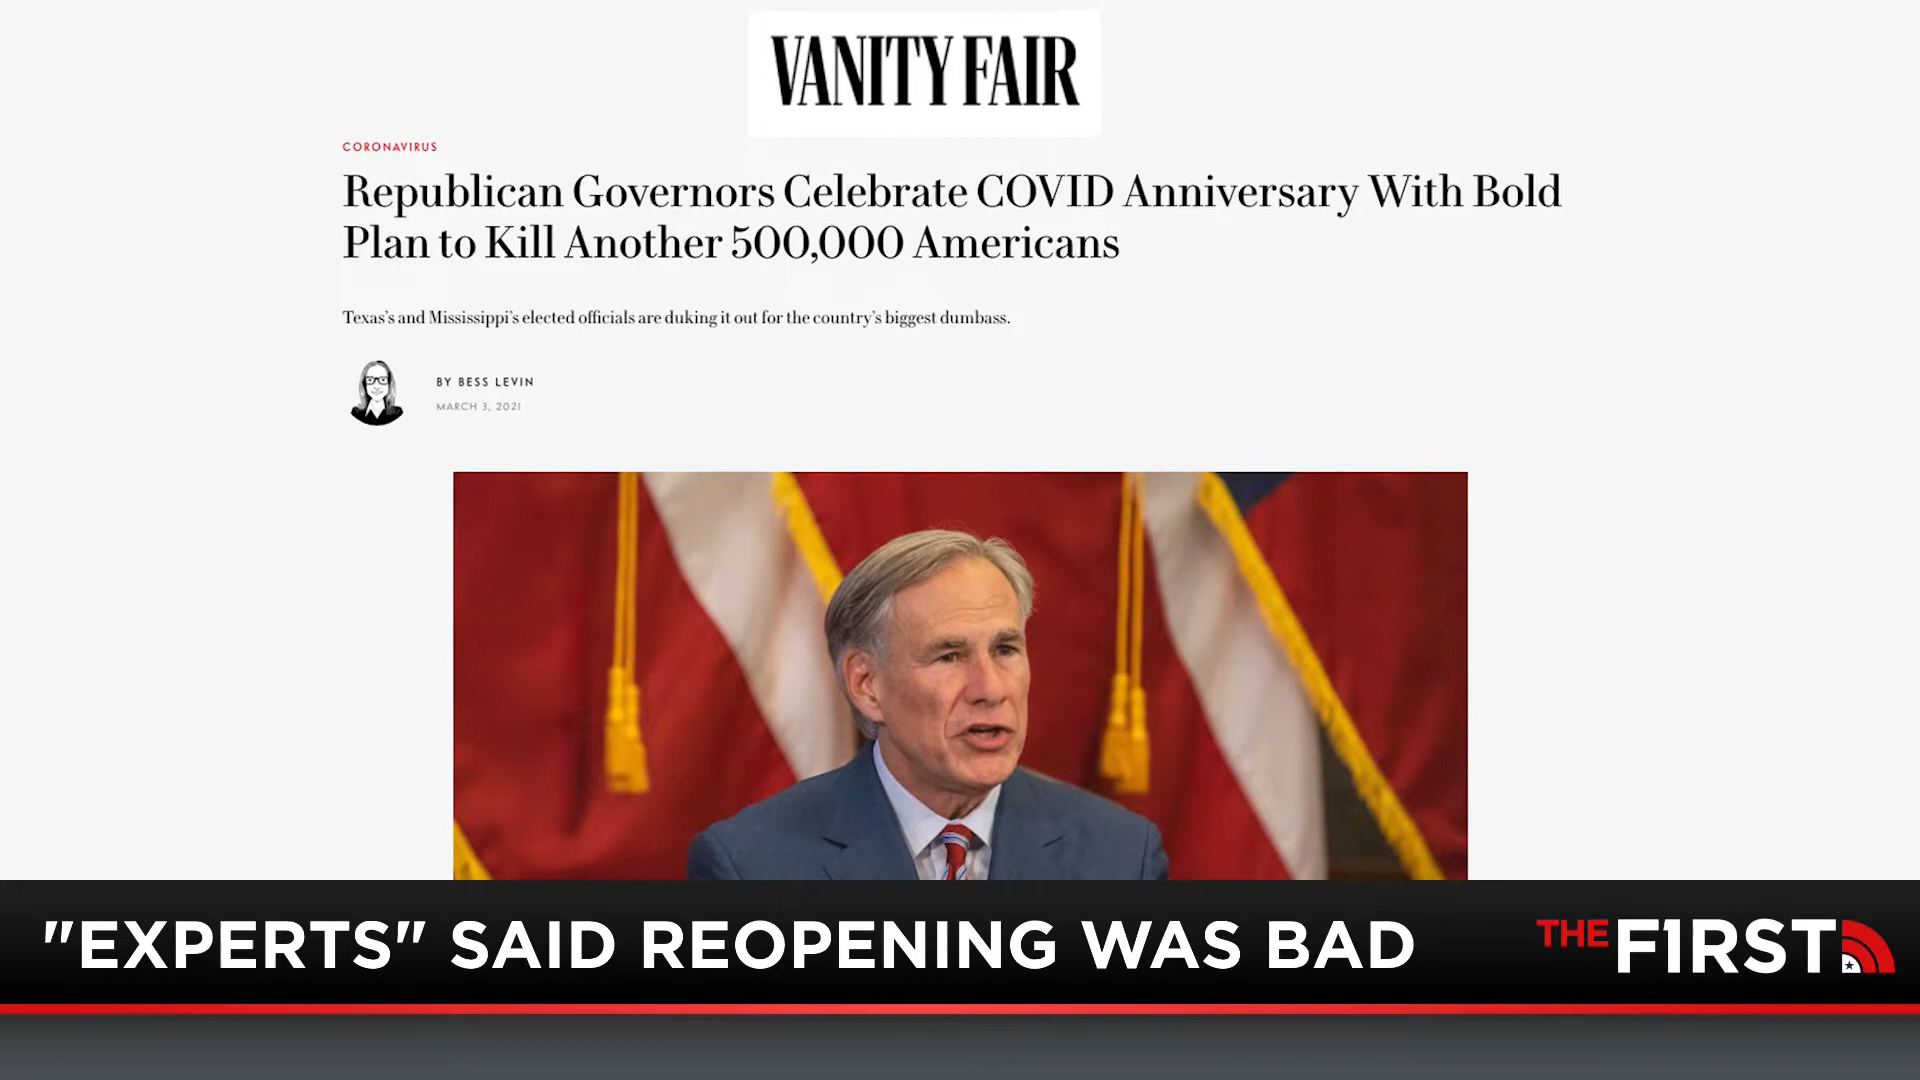 VANITY FAIR
CORONAVIRUS
Republican Governors Celebrate COVID Anniversary With Bold
Plan to Kill Another 500,000 Americans
Texas's and Mississippi's elected officials are duking it out for the country's biggest dumbass.
BY BESS LEVIN
MARCH 3, 2021
"EXPERTS" SAID REOPENING WAS BAD
THE F1RST